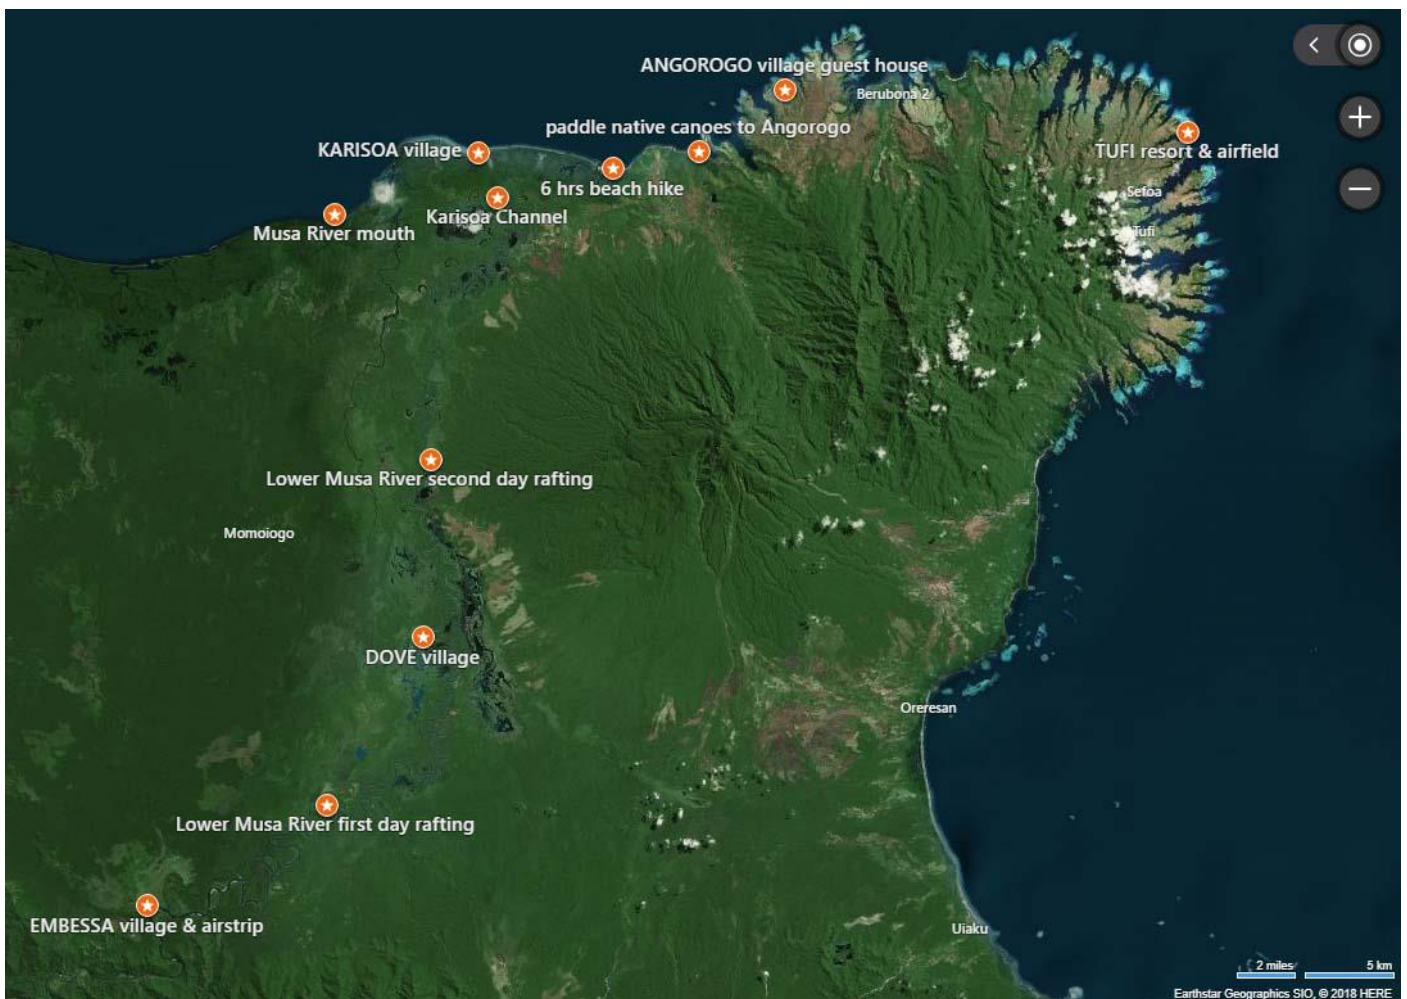 ANGOROGO village guest house
Berubona 2
paddle native canoes to Angorogo
KARISOA village
TUFI resort & airfield
6 hrs beach hike
Sefoa
Karisoa Channel
Musa River mouth
Tufi
Lower Musa River second day rafting
Momoiogo
DOVE village
Oreresan
Lower Musa River first day rafting
EMBESSA village & airstrip
Uiaku
2 miles
5 km
Earthstar Geographics SIO, © 2018 HERE